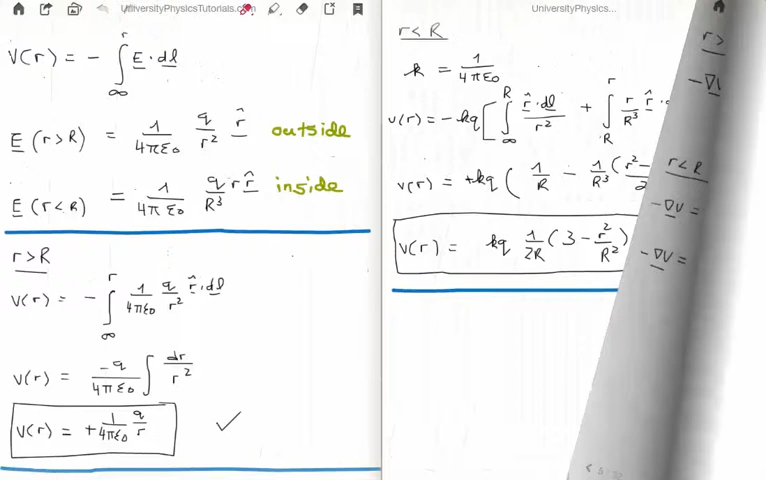 UniversityPhysicsTutorials.com
V(r) = - ∫_∞^r E · dl
E (r>R) = 1/4πε₀ q/r² r̂ outside
E (r<R) = 1/4πε₀ q/R³ r r̂ inside
r>R
V(r) = - ∫_∞^r 1/4πε₀ q/r² r̂ · dl
V(r) = -q/4πε₀ ∫ dr/r²
V(r) = + 1/4πε₀ q/r ✓
UniversityPhysics...
r<R
k = 1/4πε₀
V(r) = -kq [ ∫_∞^R r̂ · dl/r² + ∫_R^r r/R³ r̂ ·
V(r) = +kq ( 1/R - 1/R³ ( r² - /2
V(r) = kq 1/2R ( 3 - r²/R² )
r>
-∇V
r<R
-∇V =
-∇V =